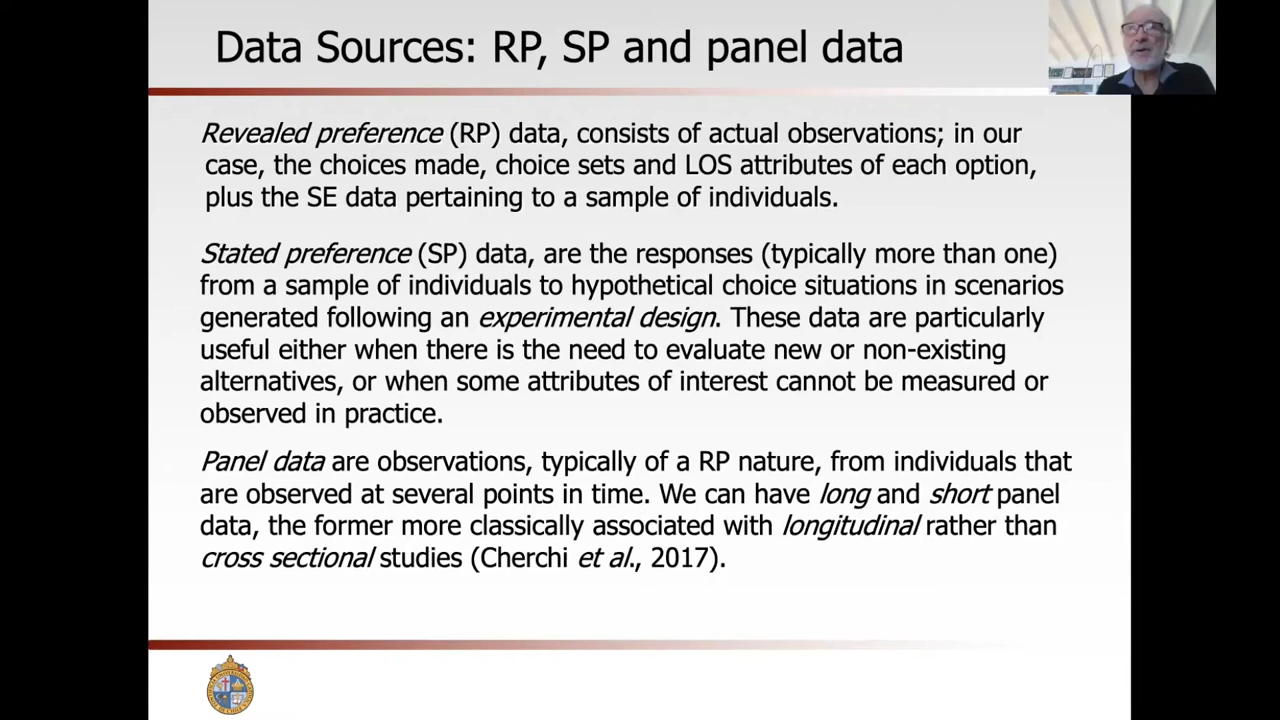 Data Sources: RP, SP and panel data
Revealed preference (RP) data, consists of actual observations; in our
case, the choices made, choice sets and LOS attributes of each option,
plus the SE data pertaining to a sample of individuals.
Stated preference (SP) data, are the responses (typically more than one)
from a sample of individuals to hypothetical choice situations in scenarios
generated following an experimental design. These data are particularly
useful either when there is the need to evaluate new or non-existing
alternatives, or when some attributes of interest cannot be measured or
observed in practice.
Panel data are observations, typically of a RP nature, from individuals that
are observed at several points in time. We can have long and short panel
data, the former more classically associated with longitudinal rather than
cross sectional studies (Cherchi et al., 2017).